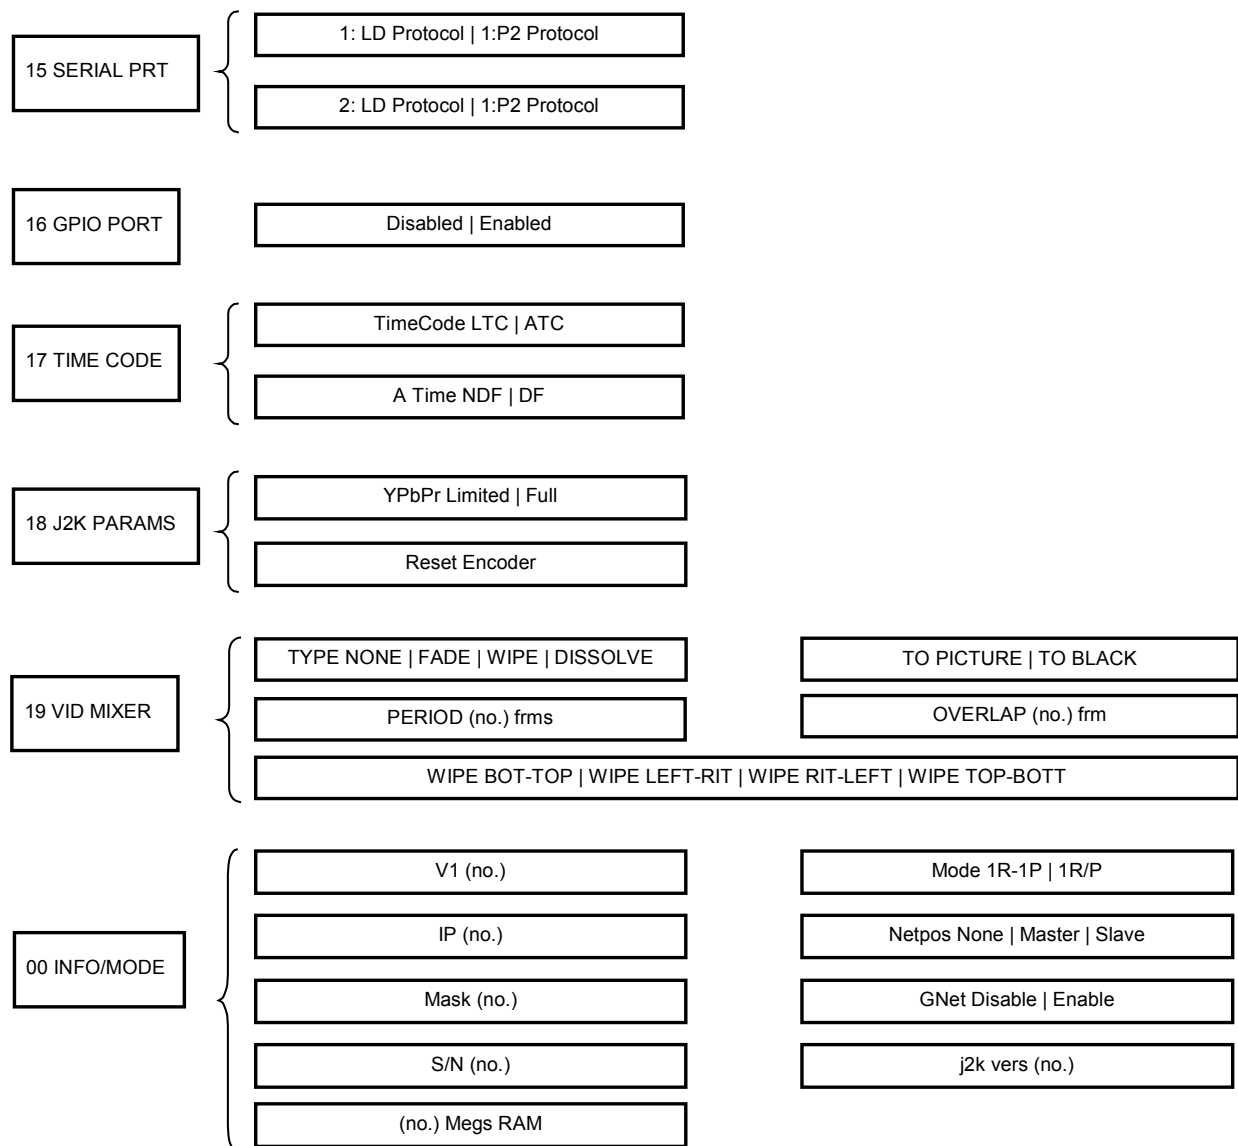 15 SERIAL PRT
1: LD Protocol | 1:P2 Protocol
2: LD Protocol | 1:P2 Protocol
16 GPIO PORT
Disabled | Enabled
17 TIME CODE
TimeCode LTC | ATC
A Time NDF | DF
18 J2K PARAMS
YPbPr Limited | Full
Reset Encoder
19 VID MIXER
TYPE NONE | FADE | WIPE | DISSOLVE
TO PICTURE | TO BLACK
PERIOD (no.) frms
OVERLAP (no.) frm
WIPE BOT-TOP | WIPE LEFT-RIT | WIPE RIT-LEFT | WIPE TOP-BOTT
00 INFO/MODE
V1 (no.)
Mode 1R-1P | 1R/P
IP (no.)
Netpos None | Master | Slave
Mask (no.)
GNet Disable | Enable
S/N (no.)
j2k vers (no.)
(no.) Megs RAM